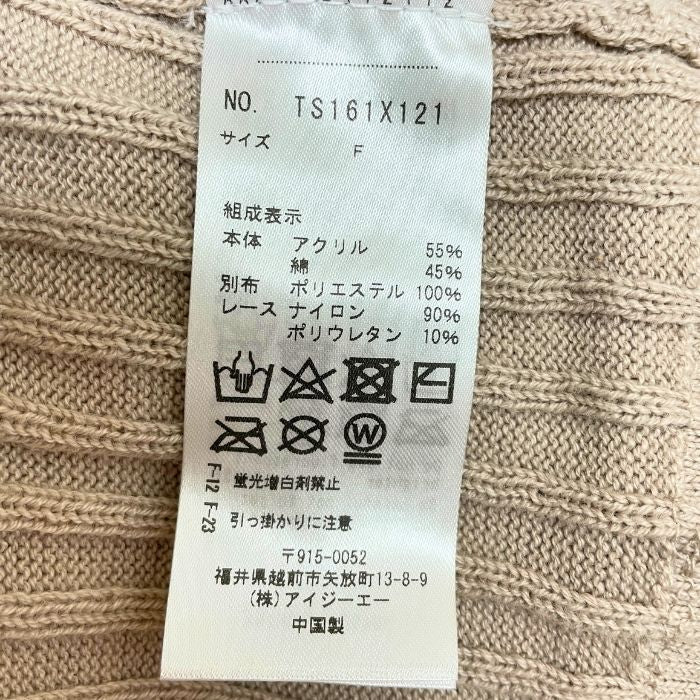 NO. TS161X121
サイズ F
組成表示
本体 アクリル 55%
綿 45%
別布 ポリエステル 100%
レース ナイロン 90%
ポリウレタン 10%
W
蛍光増白剤禁止
引っ掛かりに注意
F-12 F-23
〒915-0052
福井県越前市矢放町13-8-9
(株)アイジーエー
中国製